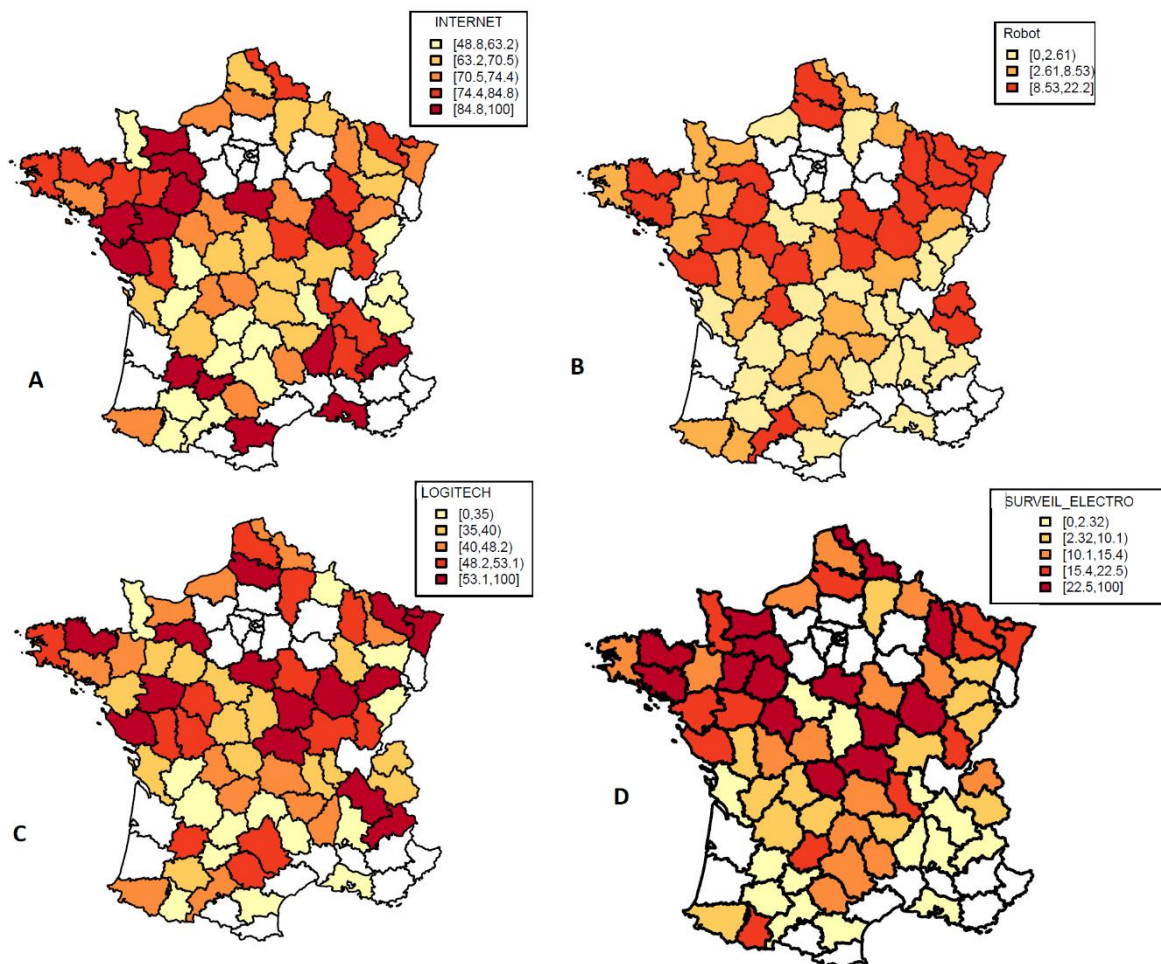 INTERNET
[48.8,63.2)
[63.2,70.5)
[70.5,74.4)
[74.4,84.8)
[84.8,100]
A
Robot
[0,2.61)
[2.61,8.53)
[8.53,22.2]
B
LOGITECH
[0,35)
[35,40)
[40,48.2)
[48.2,53.1)
[53.1,100]
C
SURVEIL_ELECTRO
[0,2.32)
[2.32,10.1)
[10.1,15.4)
[15.4,22.5)
[22.5,100]
D